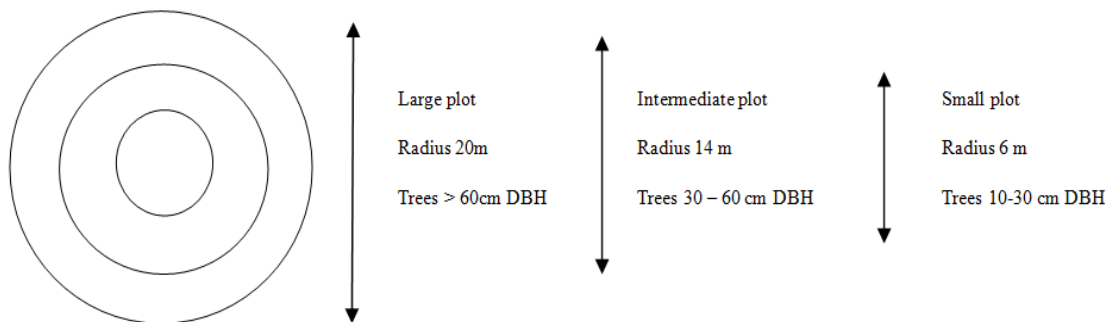 Large plot
Radius 20m
Trees > 60cm DBH
Intermediate plot
Radius 14 m
Trees 30 – 60 cm DBH
Small plot
Radius 6 m
Trees 10-30 cm DBH